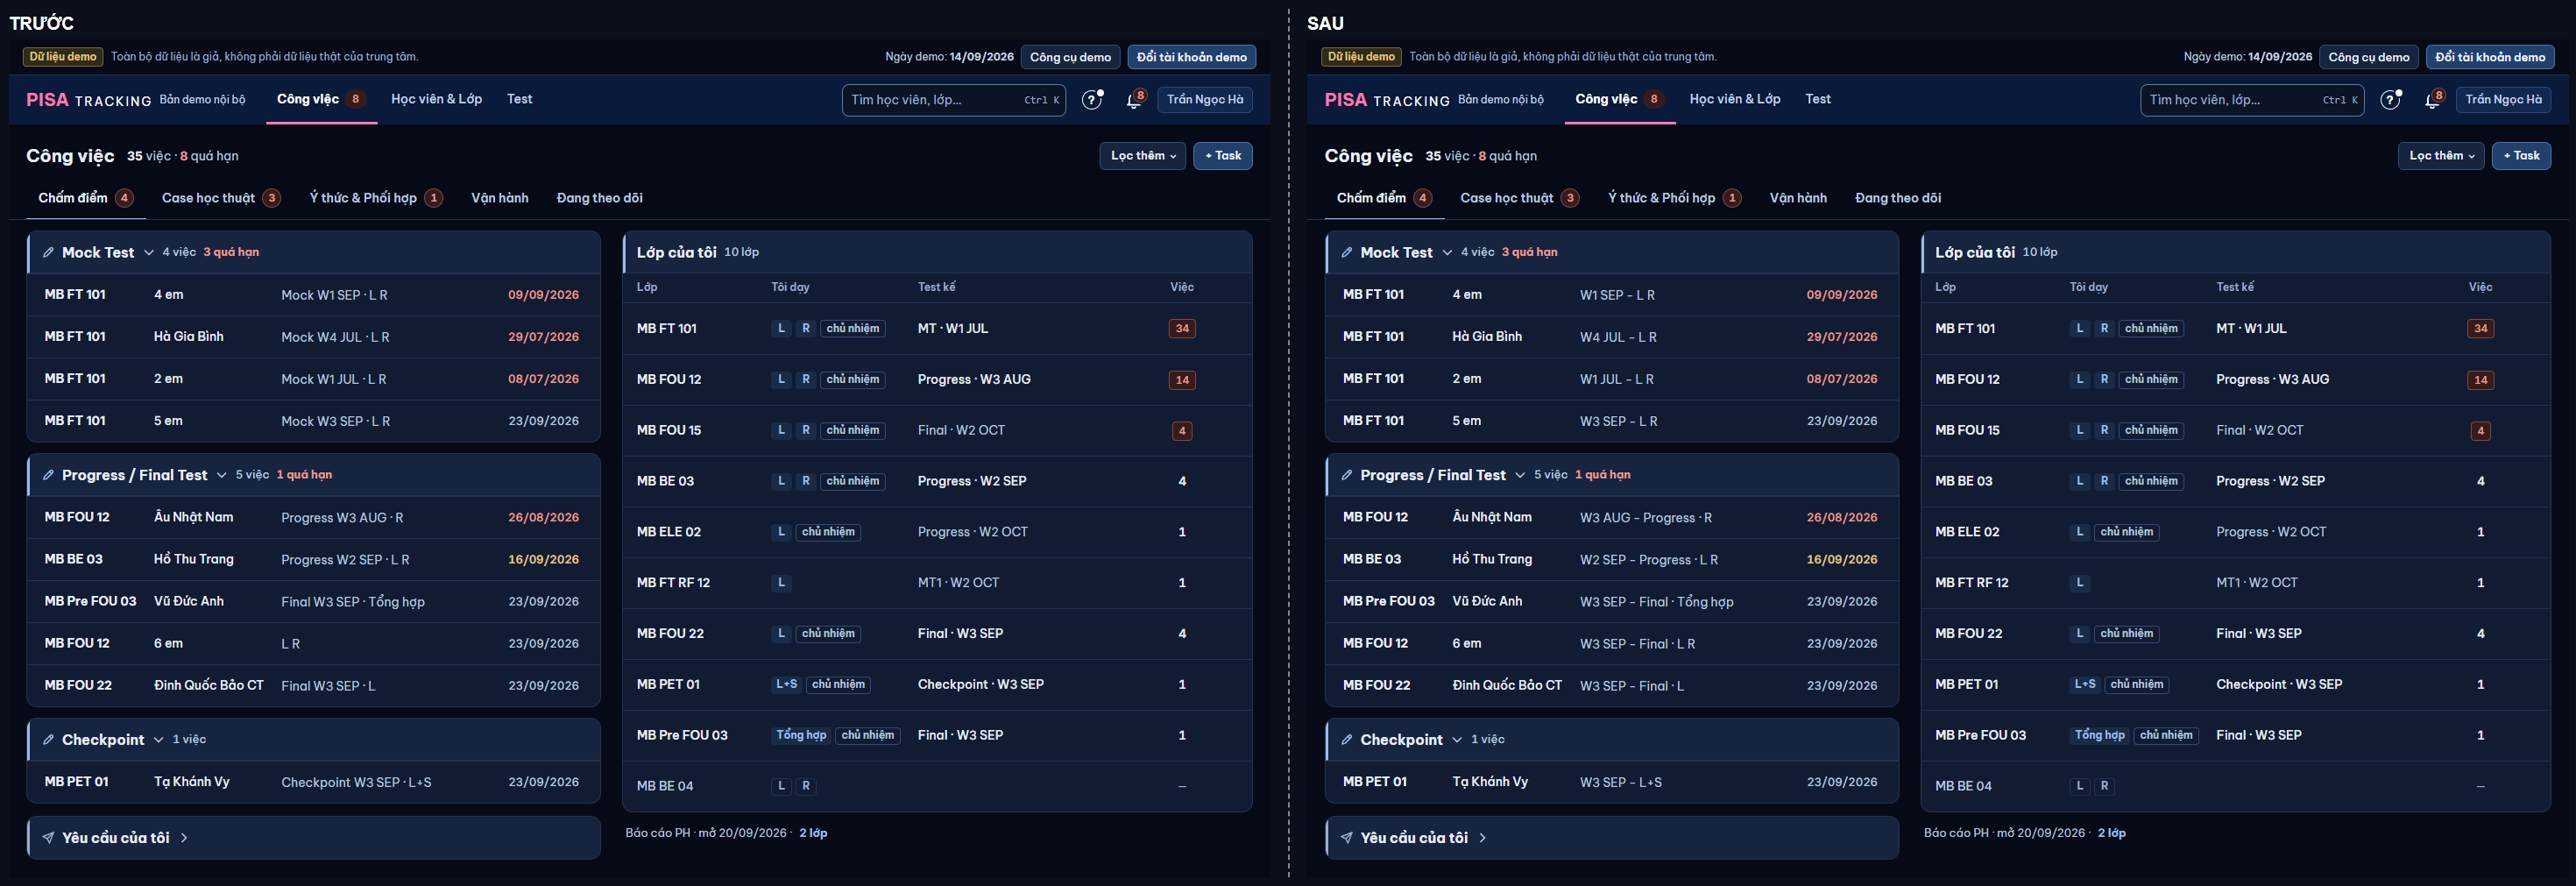 TRƯỚC
Dữ liệu demo Toàn bộ dữ liệu là giả, không phải dữ liệu thật của trung tâm. Ngày demo: 14/09/2026 Công cụ demo Đổi tài khoản demo
PISA TRACKING Bản demo nội bộ Công việc 8 Học viên & Lớp Test Tìm học viên, lớp... Ctrl K ? 8 Trần Ngọc Hà
Công việc 35 việc · 8 quá hạn Lọc thêm + Task
Chấm điểm 4 Case học thuật 3 Ý thức & Phối hợp 1 Vận hành Đang theo dõi
Mock Test 4 việc 3 quá hạn
MB FT 101 4 em Mock W1 SEP · L R 09/09/2026
MB FT 101 Hà Gia Bình Mock W4 JUL · L R 29/07/2026
MB FT 101 2 em Mock W1 JUL · L R 08/07/2026
MB FT 101 5 em Mock W3 SEP · L R 23/09/2026
Progress / Final Test 5 việc 1 quá hạn
MB FOU 12 Âu Nhật Nam Progress W3 AUG · R 26/08/2026
MB BE 03 Hồ Thu Trang Progress W2 SEP · L R 16/09/2026
MB Pre FOU 03 Vũ Đức Anh Final W3 SEP · Tổng hợp 23/09/2026
MB FOU 12 6 em L R 23/09/2026
MB FOU 22 Đinh Quốc Bảo CT Final W3 SEP · L 23/09/2026
Checkpoint 1 việc
MB PET 01 Tạ Khánh Vy Checkpoint W3 SEP · L+S 23/09/2026
Yêu cầu của tôi
Lớp của tôi 10 lớp
Lớp Tôi dạy Test kế Việc
MB FT 101 L R chủ nhiệm MT · W1 JUL 34
MB FOU 12 L R chủ nhiệm Progress · W3 AUG 14
MB FOU 15 L R chủ nhiệm Final · W2 OCT 4
MB BE 03 L R chủ nhiệm Progress · W2 SEP 4
MB ELE 02 L chủ nhiệm Progress · W2 OCT 1
MB FT RF 12 L MT1 · W2 OCT 1
MB FOU 22 L chủ nhiệm Final · W3 SEP 4
MB PET 01 L+S chủ nhiệm Checkpoint · W3 SEP 1
MB Pre FOU 03 Tổng hợp chủ nhiệm Final · W3 SEP 1
MB BE 04 L R –
Báo cáo PH · mở 20/09/2026 · 2 lớp
SAU
Dữ liệu demo Toàn bộ dữ liệu là giả, không phải dữ liệu thật của trung tâm. Ngày demo: 14/09/2026 Công cụ demo Đổi tài khoản demo
PISA TRACKING Bản demo nội bộ Công việc 8 Học viên & Lớp Test Tìm học viên, lớp... Ctrl K ? 8 Trần Ngọc Hà
Công việc 35 việc · 8 quá hạn Lọc thêm + Task
Chấm điểm 4 Case học thuật 3 Ý thức & Phối hợp 1 Vận hành Đang theo dõi
Mock Test 4 việc 3 quá hạn
MB FT 101 4 em W1 SEP – L R 09/09/2026
MB FT 101 Hà Gia Bình W4 JUL – L R 29/07/2026
MB FT 101 2 em W1 JUL – L R 08/07/2026
MB FT 101 5 em W3 SEP – L R 23/09/2026
Progress / Final Test 5 việc 1 quá hạn
MB FOU 12 Âu Nhật Nam W3 AUG – Progress · R 26/08/2026
MB BE 03 Hồ Thu Trang W2 SEP – Progress · L R 16/09/2026
MB Pre FOU 03 Vũ Đức Anh W3 SEP – Final · Tổng hợp 23/09/2026
MB FOU 12 6 em W3 SEP – Final · L R 23/09/2026
MB FOU 22 Đinh Quốc Bảo CT W3 SEP – Final · L 23/09/2026
Checkpoint 1 việc
MB PET 01 Tạ Khánh Vy W3 SEP – L+S 23/09/2026
Yêu cầu của tôi
Lớp của tôi 10 lớp
Lớp Tôi dạy Test kế Việc
MB FT 101 L R chủ nhiệm MT · W1 JUL 34
MB FOU 12 L R chủ nhiệm Progress · W3 AUG 14
MB FOU 15 L R chủ nhiệm Final · W2 OCT 4
MB BE 03 L R chủ nhiệm Progress · W2 SEP 4
MB ELE 02 L chủ nhiệm Progress · W2 OCT 1
MB FT RF 12 L MT1 · W2 OCT 1
MB FOU 22 L chủ nhiệm Final · W3 SEP 4
MB PET 01 L+S chủ nhiệm Checkpoint · W3 SEP 1
MB Pre FOU 03 Tổng hợp chủ nhiệm Final · W3 SEP 1
MB BE 04 L R –
Báo cáo PH · mở 20/09/2026 · 2 lớp